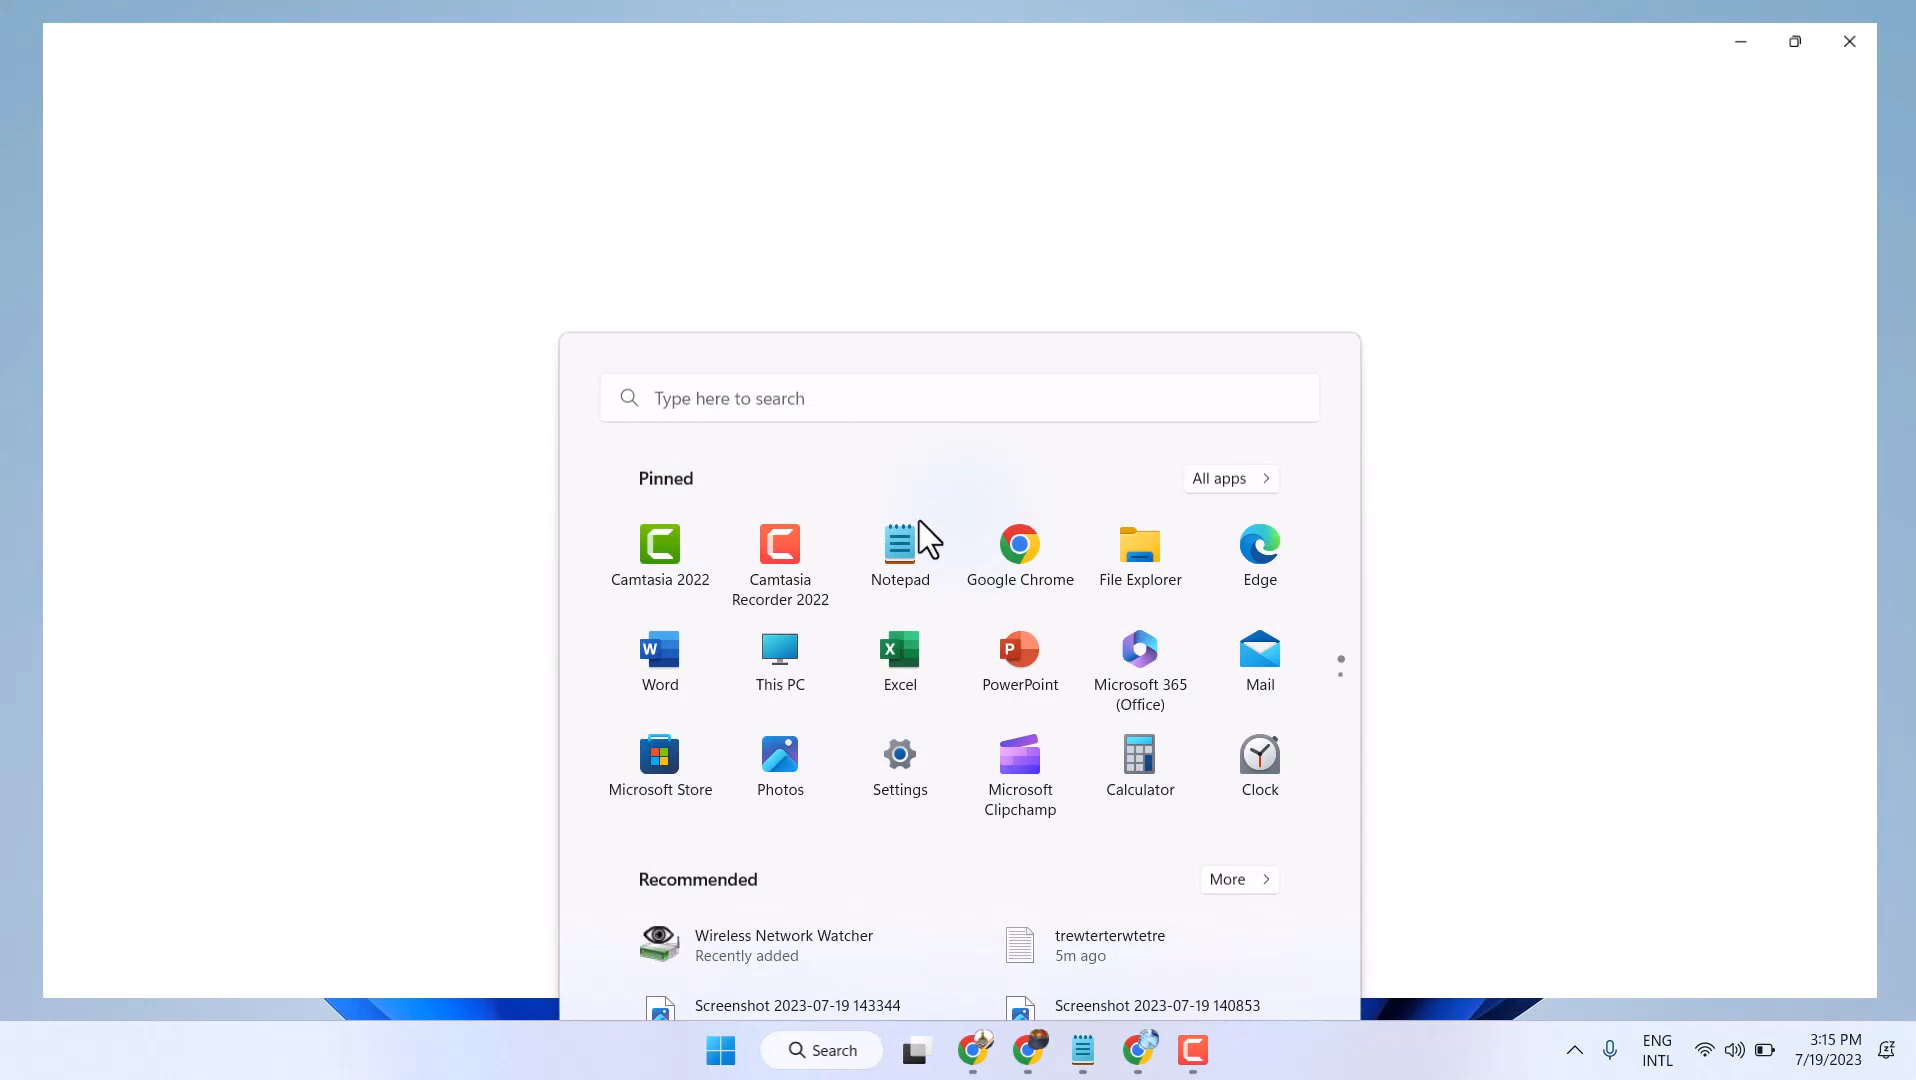 Type here to search
Pinned
All apps
Camtasia 2022
Camtasia
Recorder 2022
Notepad
Google Chrome
File Explorer
Edge
Word
This PC
Excel
PowerPoint
Microsoft 365
(Office)
Mail
Microsoft Store
Photos
Settings
Microsoft
Clipchamp
Calculator
Clock
Recommended
More
Wireless Network Watcher
Recently added
trewterterwtetre
5m ago
Screenshot 2023-07-19 143344
Screenshot 2023-07-19 140853
Search
ENG
INTL
3:15 PM
7/19/2023